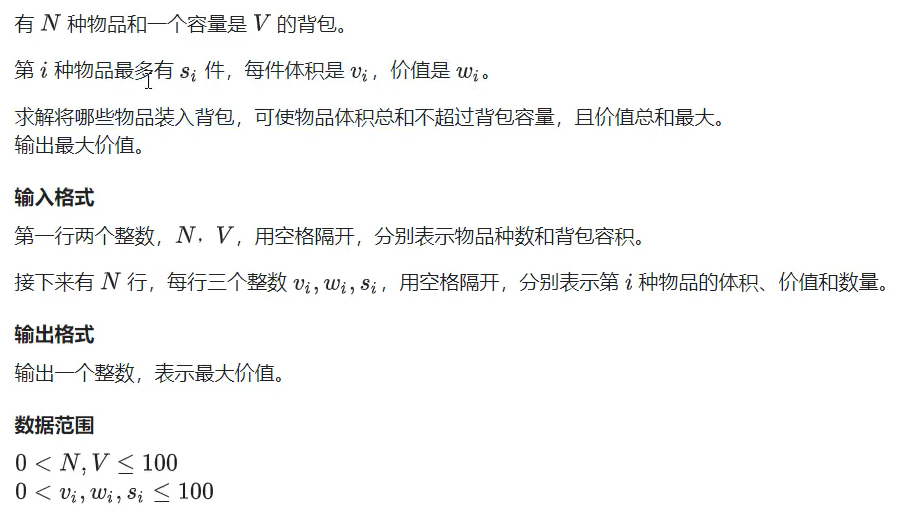 有 N 种物品和一个容量是 V 的背包。
第 i 种物品最多有 s_i 件，每件体积是 v_i，价值是 w_i。
求解将哪些物品装入背包，可使物品体积总和不超过背包容量，且价值总和最大。
输出最大价值。
输入格式
第一行两个整数，N，V，用空格隔开，分别表示物品种数和背包容积。
接下来有 N 行，每行三个整数 v_i, w_i, s_i，用空格隔开，分别表示第 i 种物品的体积、价值和数量。
输出格式
输出一个整数，表示最大价值。
数据范围
0 < N, V ≤ 100
0 < v_i, w_i, s_i ≤ 100